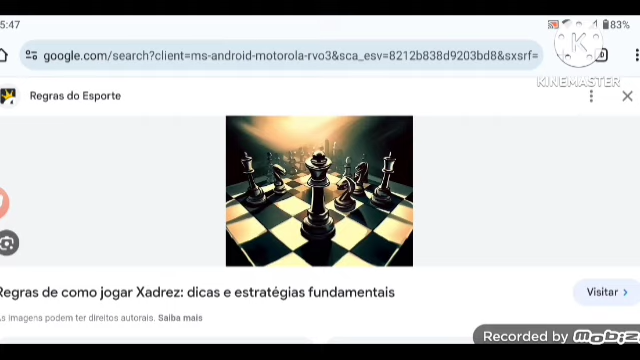 5:47
83%
google.com/search?client=ms-android-motorola-rvo3&sca_esv=8212b838d9203bd8&sxsrf=
KINEMASTER
Regras do Esporte
Regras de como jogar Xadrez: dicas e estratégias fundamentais
Visitar
As imagens podem ter direitos autorais. Saiba mais
Recorded by mobiz